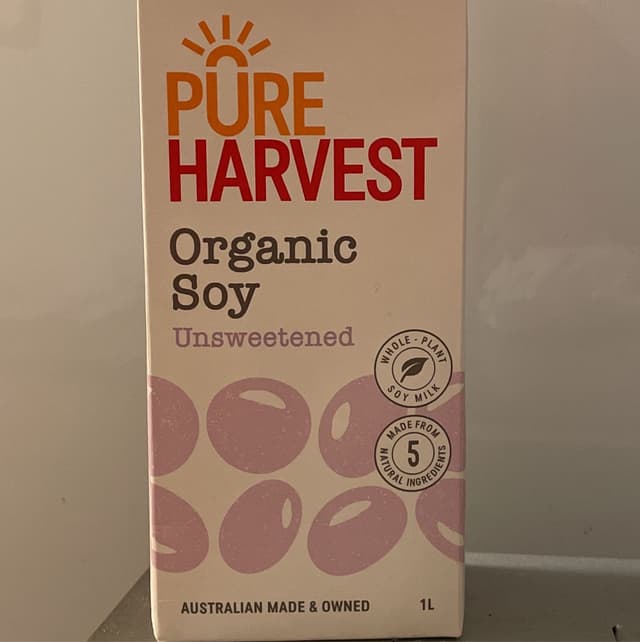 PURE
HARVEST
Organic
Soy
Unsweetened
WHOLE-PLANT
SOY MILK
MADE FROM
5
NATURAL INGREDIENTS
AUSTRALIAN MADE & OWNED
1L